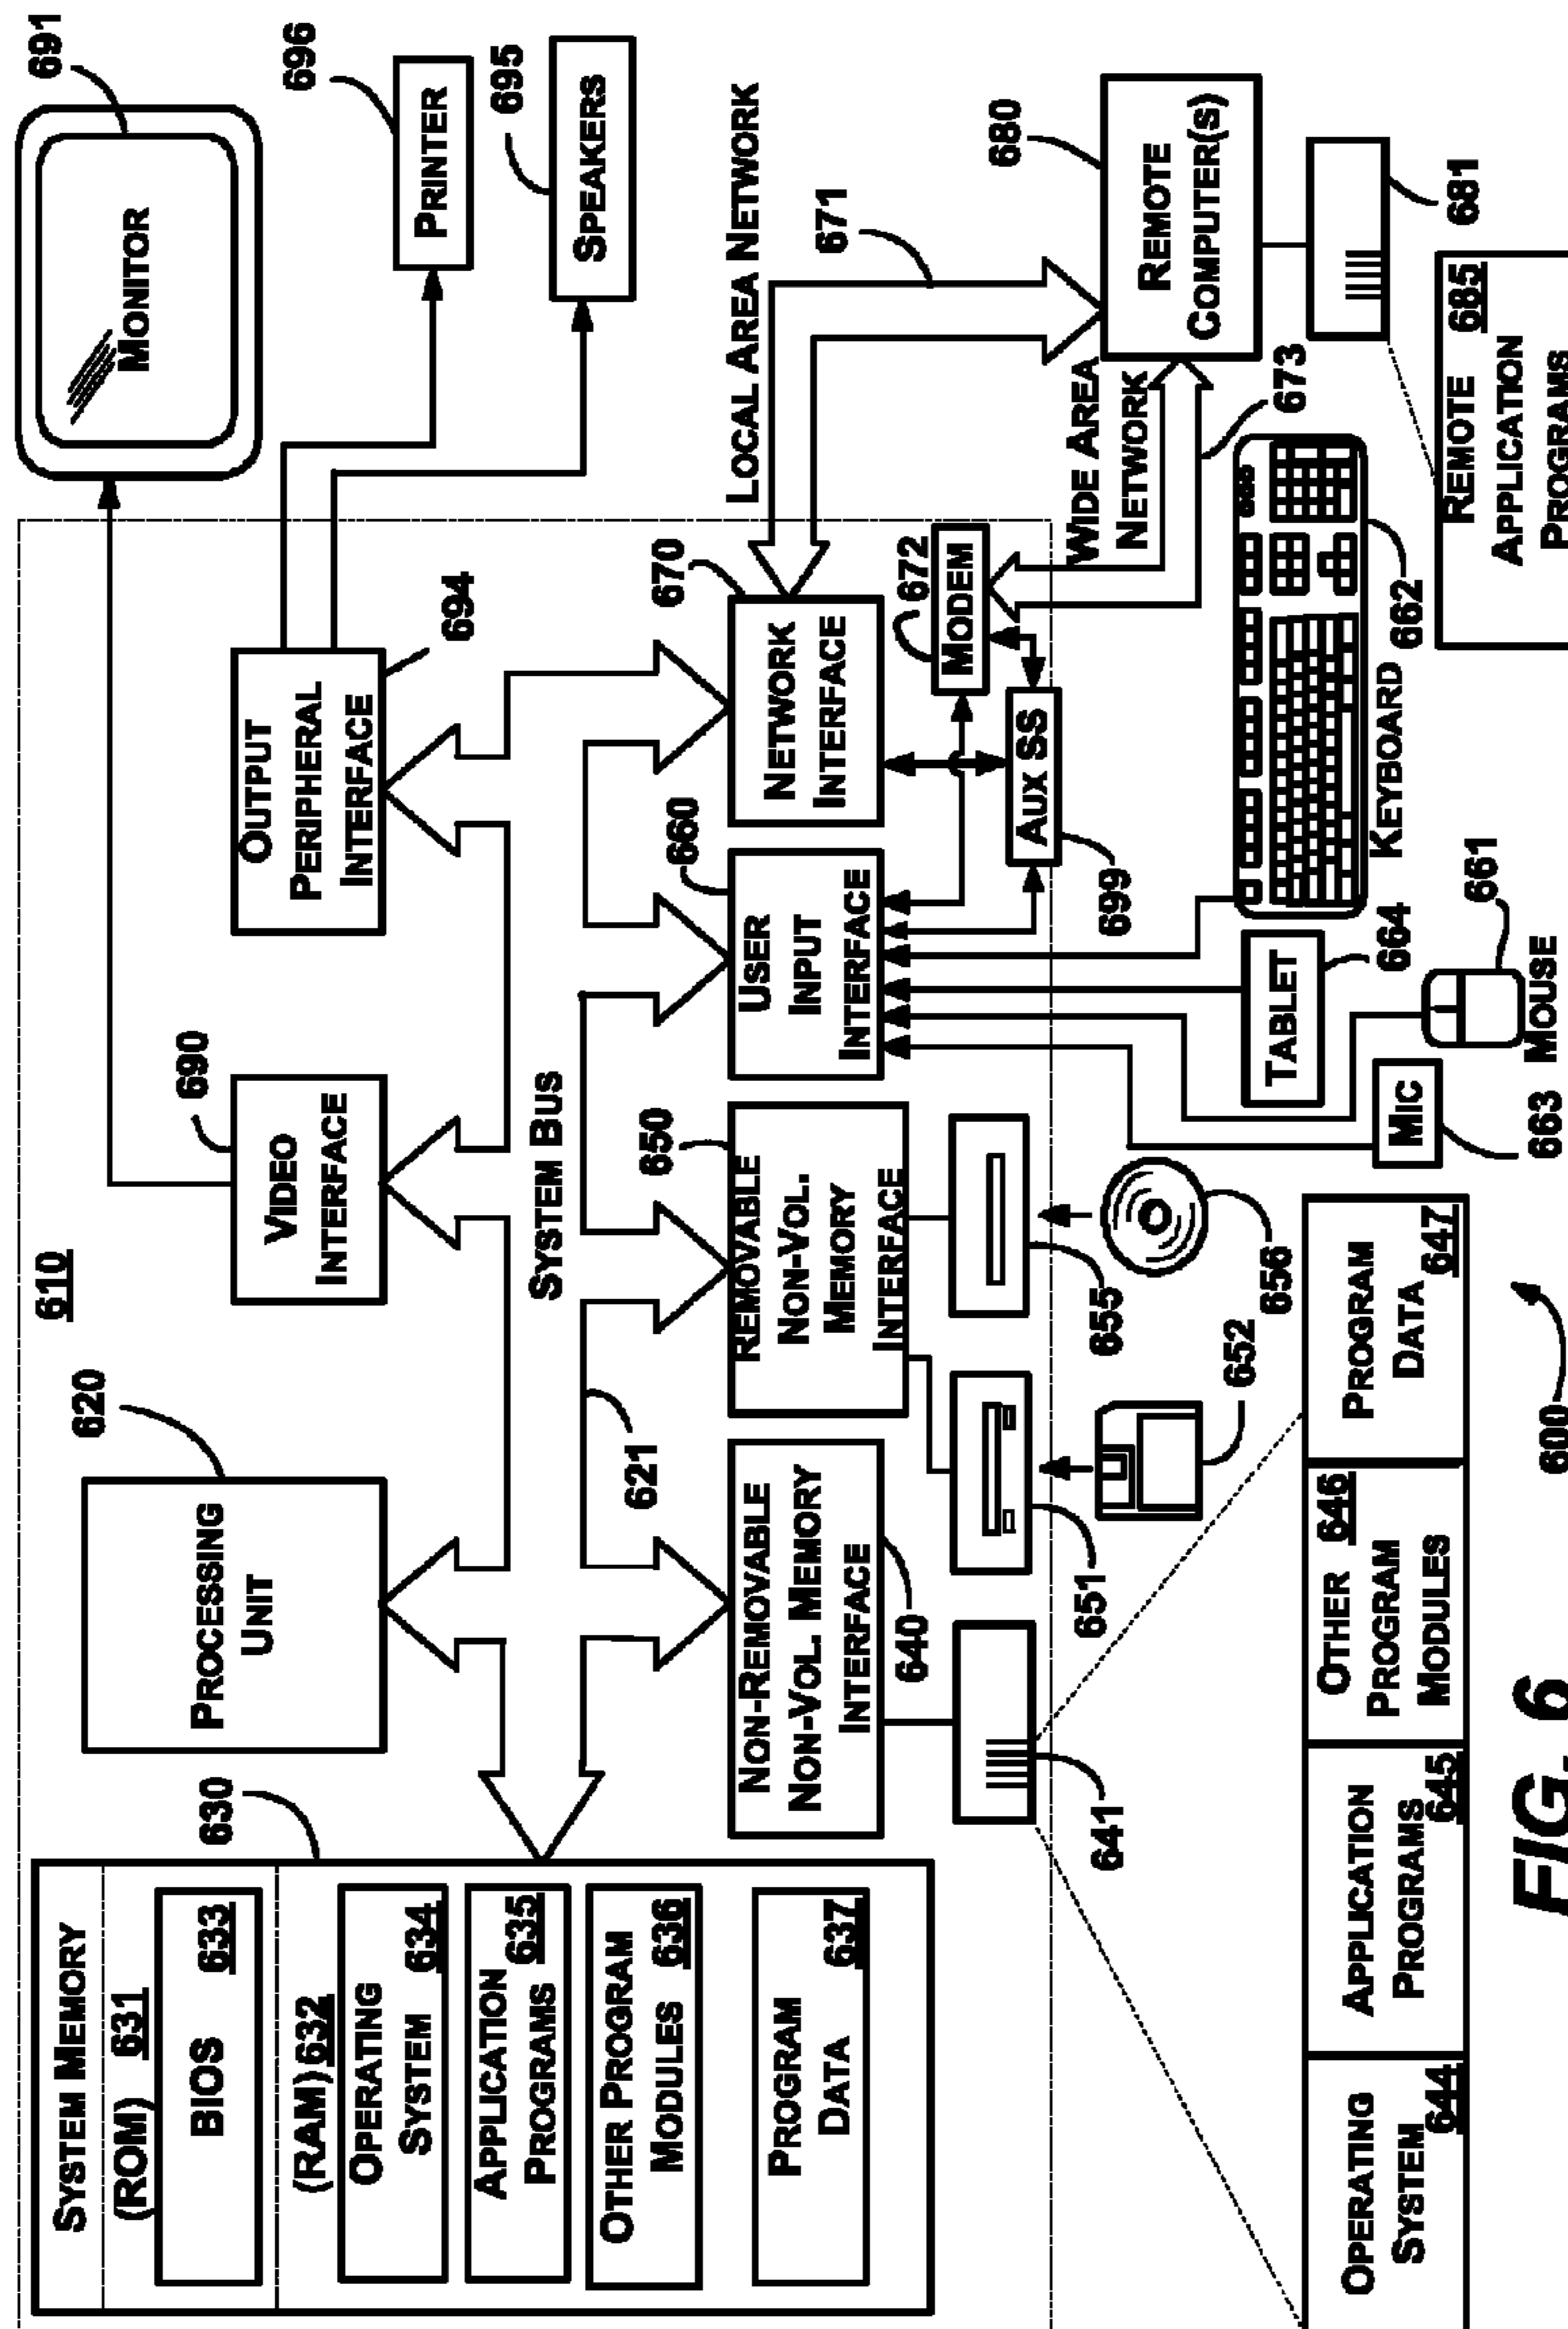 610
SYSTEM MEMORY
(ROM) 631
BIOS 633
(RAM) 632
OPERATING
SYSTEM 634
APPLICATION
PROGRAMS 635
OTHER PROGRAM
MODULES 636
PROGRAM
DATA 637
630
PROCESSING
UNIT
620
VIDEO
INTERFACE
690
OUTPUT
PERIPHERAL
INTERFACE
694
MONITOR
691
PRINTER
696
SPEAKERS
695
SYSTEM BUS
621
NON-REMOVABLE
NON-VOL. MEMORY
INTERFACE
640
REMOVABLE
NON-VOL.
MEMORY
INTERFACE
650
USER
INPUT
INTERFACE
660
NETWORK
INTERFACE
670
LOCAL AREA NETWORK
671
MODEM
672
AUX SS
699
WIDE AREA
NETWORK
673
REMOTE
COMPUTER(S)
680
681
641
651
652
655
656
OPERATING
SYSTEM 644
APPLICATION
PROGRAMS 645
OTHER 646
PROGRAM
MODULES
PROGRAM
DATA 647
MIC
663
MOUSE
661
TABLET
664
KEYBOARD
662
REMOTE 685
APPLICATION
PROGRAMS
600
FIG. 6